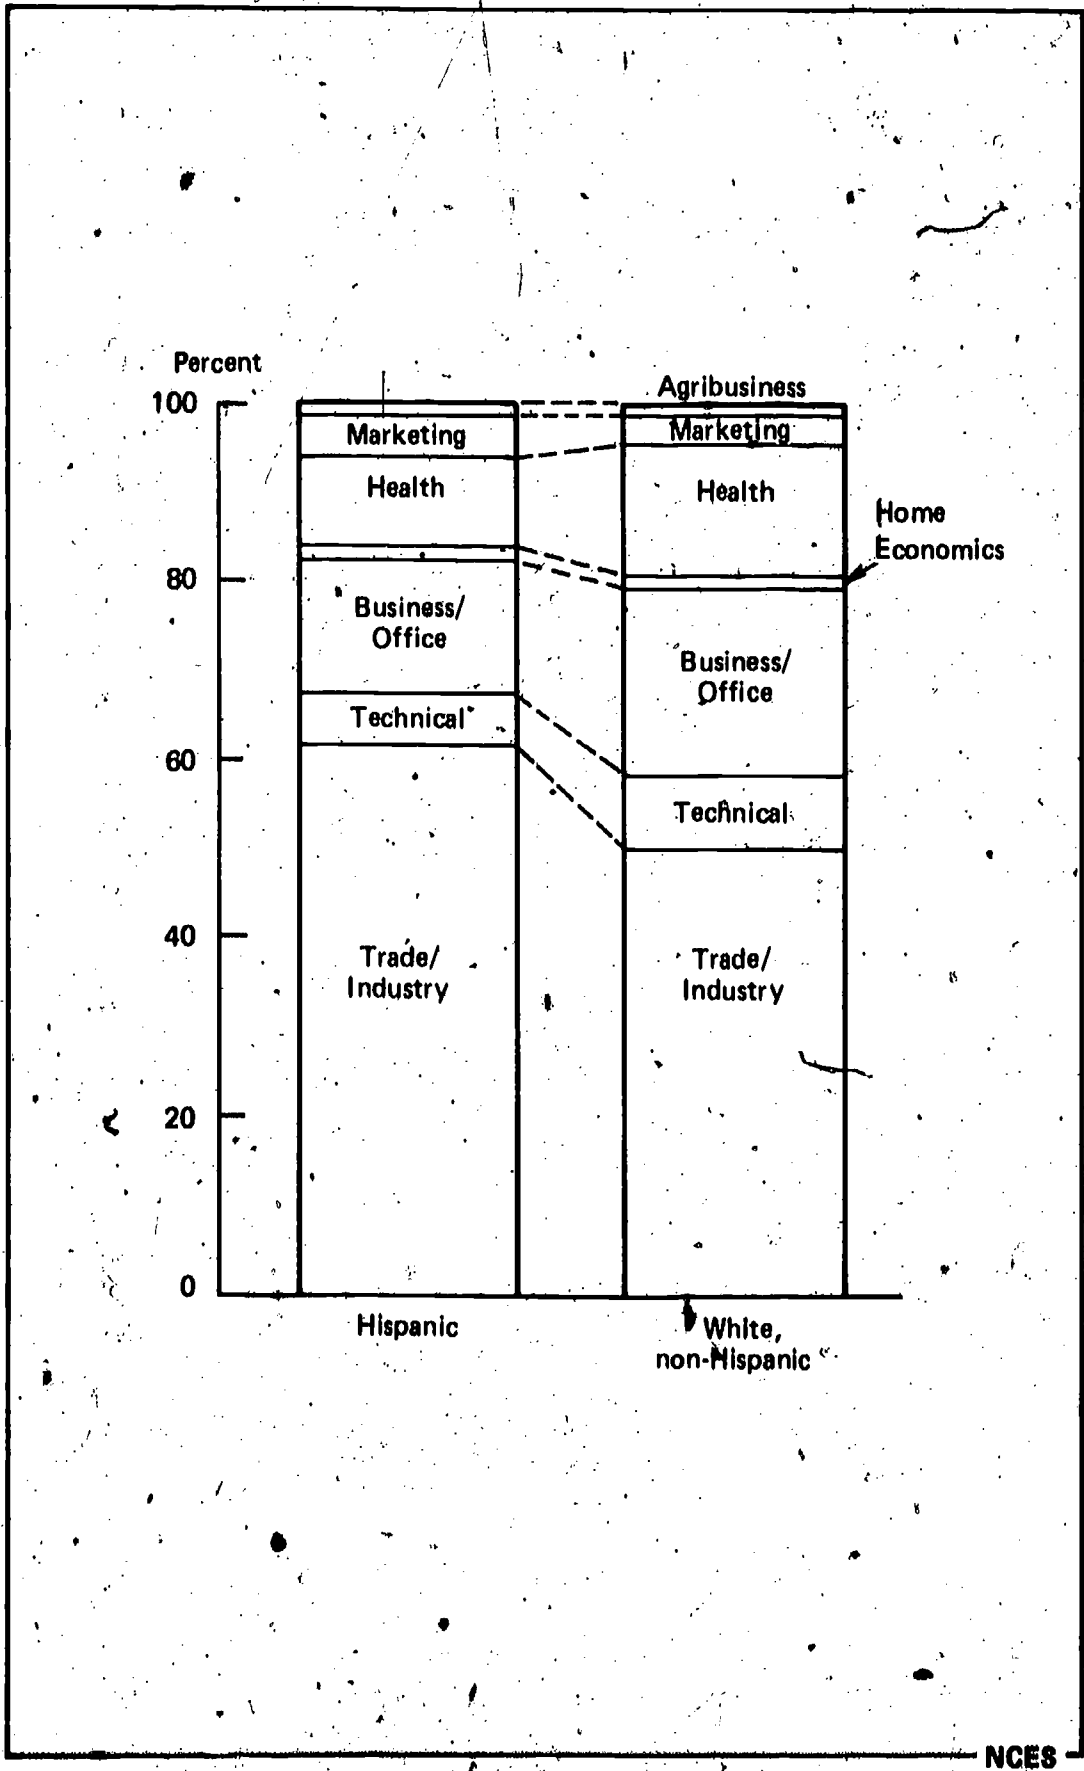 Percent
100
80
60
40
20
0
Marketing
Health
Business/
Office
Technical
Trade/
Industry
Hispanic
Agribusiness
Marketing
Health
Home
Economics
Business/
Office
Technical
Trade/
Industry
White,
non-Hispanic
NCES